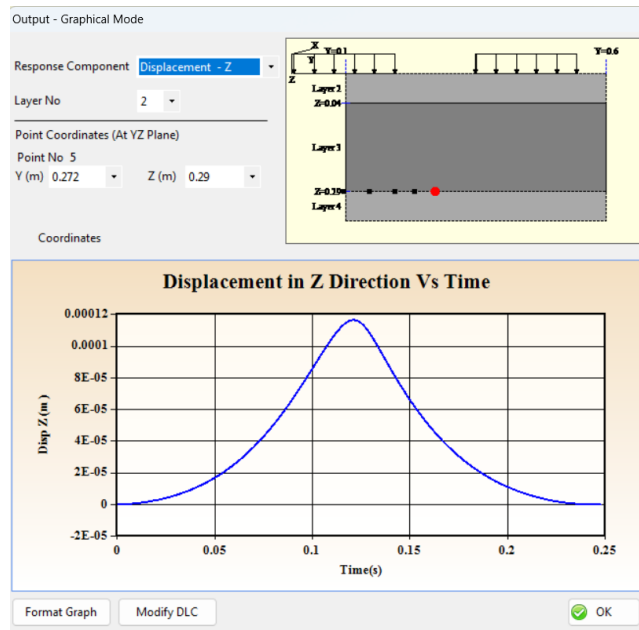 Output - Graphical Mode
Response Component Displacement - Z
Layer No 2
Point Coordinates (At YZ Plane)
Point No 5
Y (m) 0.272 Z (m) 0.29
Coordinates
X Y=0.1 Y=0.6
Y
Z
Layer 2
Z=0.04
Layer 3
Z=0.29
Layer 4
Displacement in Z Direction Vs Time
0.00012
0.0001
8E-05
6E-05
4E-05
2E-05
0
-2E-05
Disp Z (m)
0 0.05 0.1 0.15 0.2 0.25
Time(s)
Format Graph Modify DLC OK